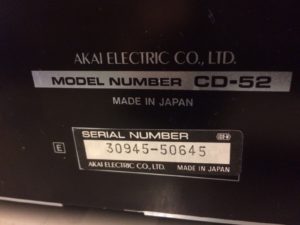 AKAI ELECTRIC CO., LTD.
MODEL NUMBER CD-52
MADE IN JAPAN
SERIAL NUMBER
E 30945-50645
AKAI ELECTRIC CO., LTD. MADE IN JAPAN